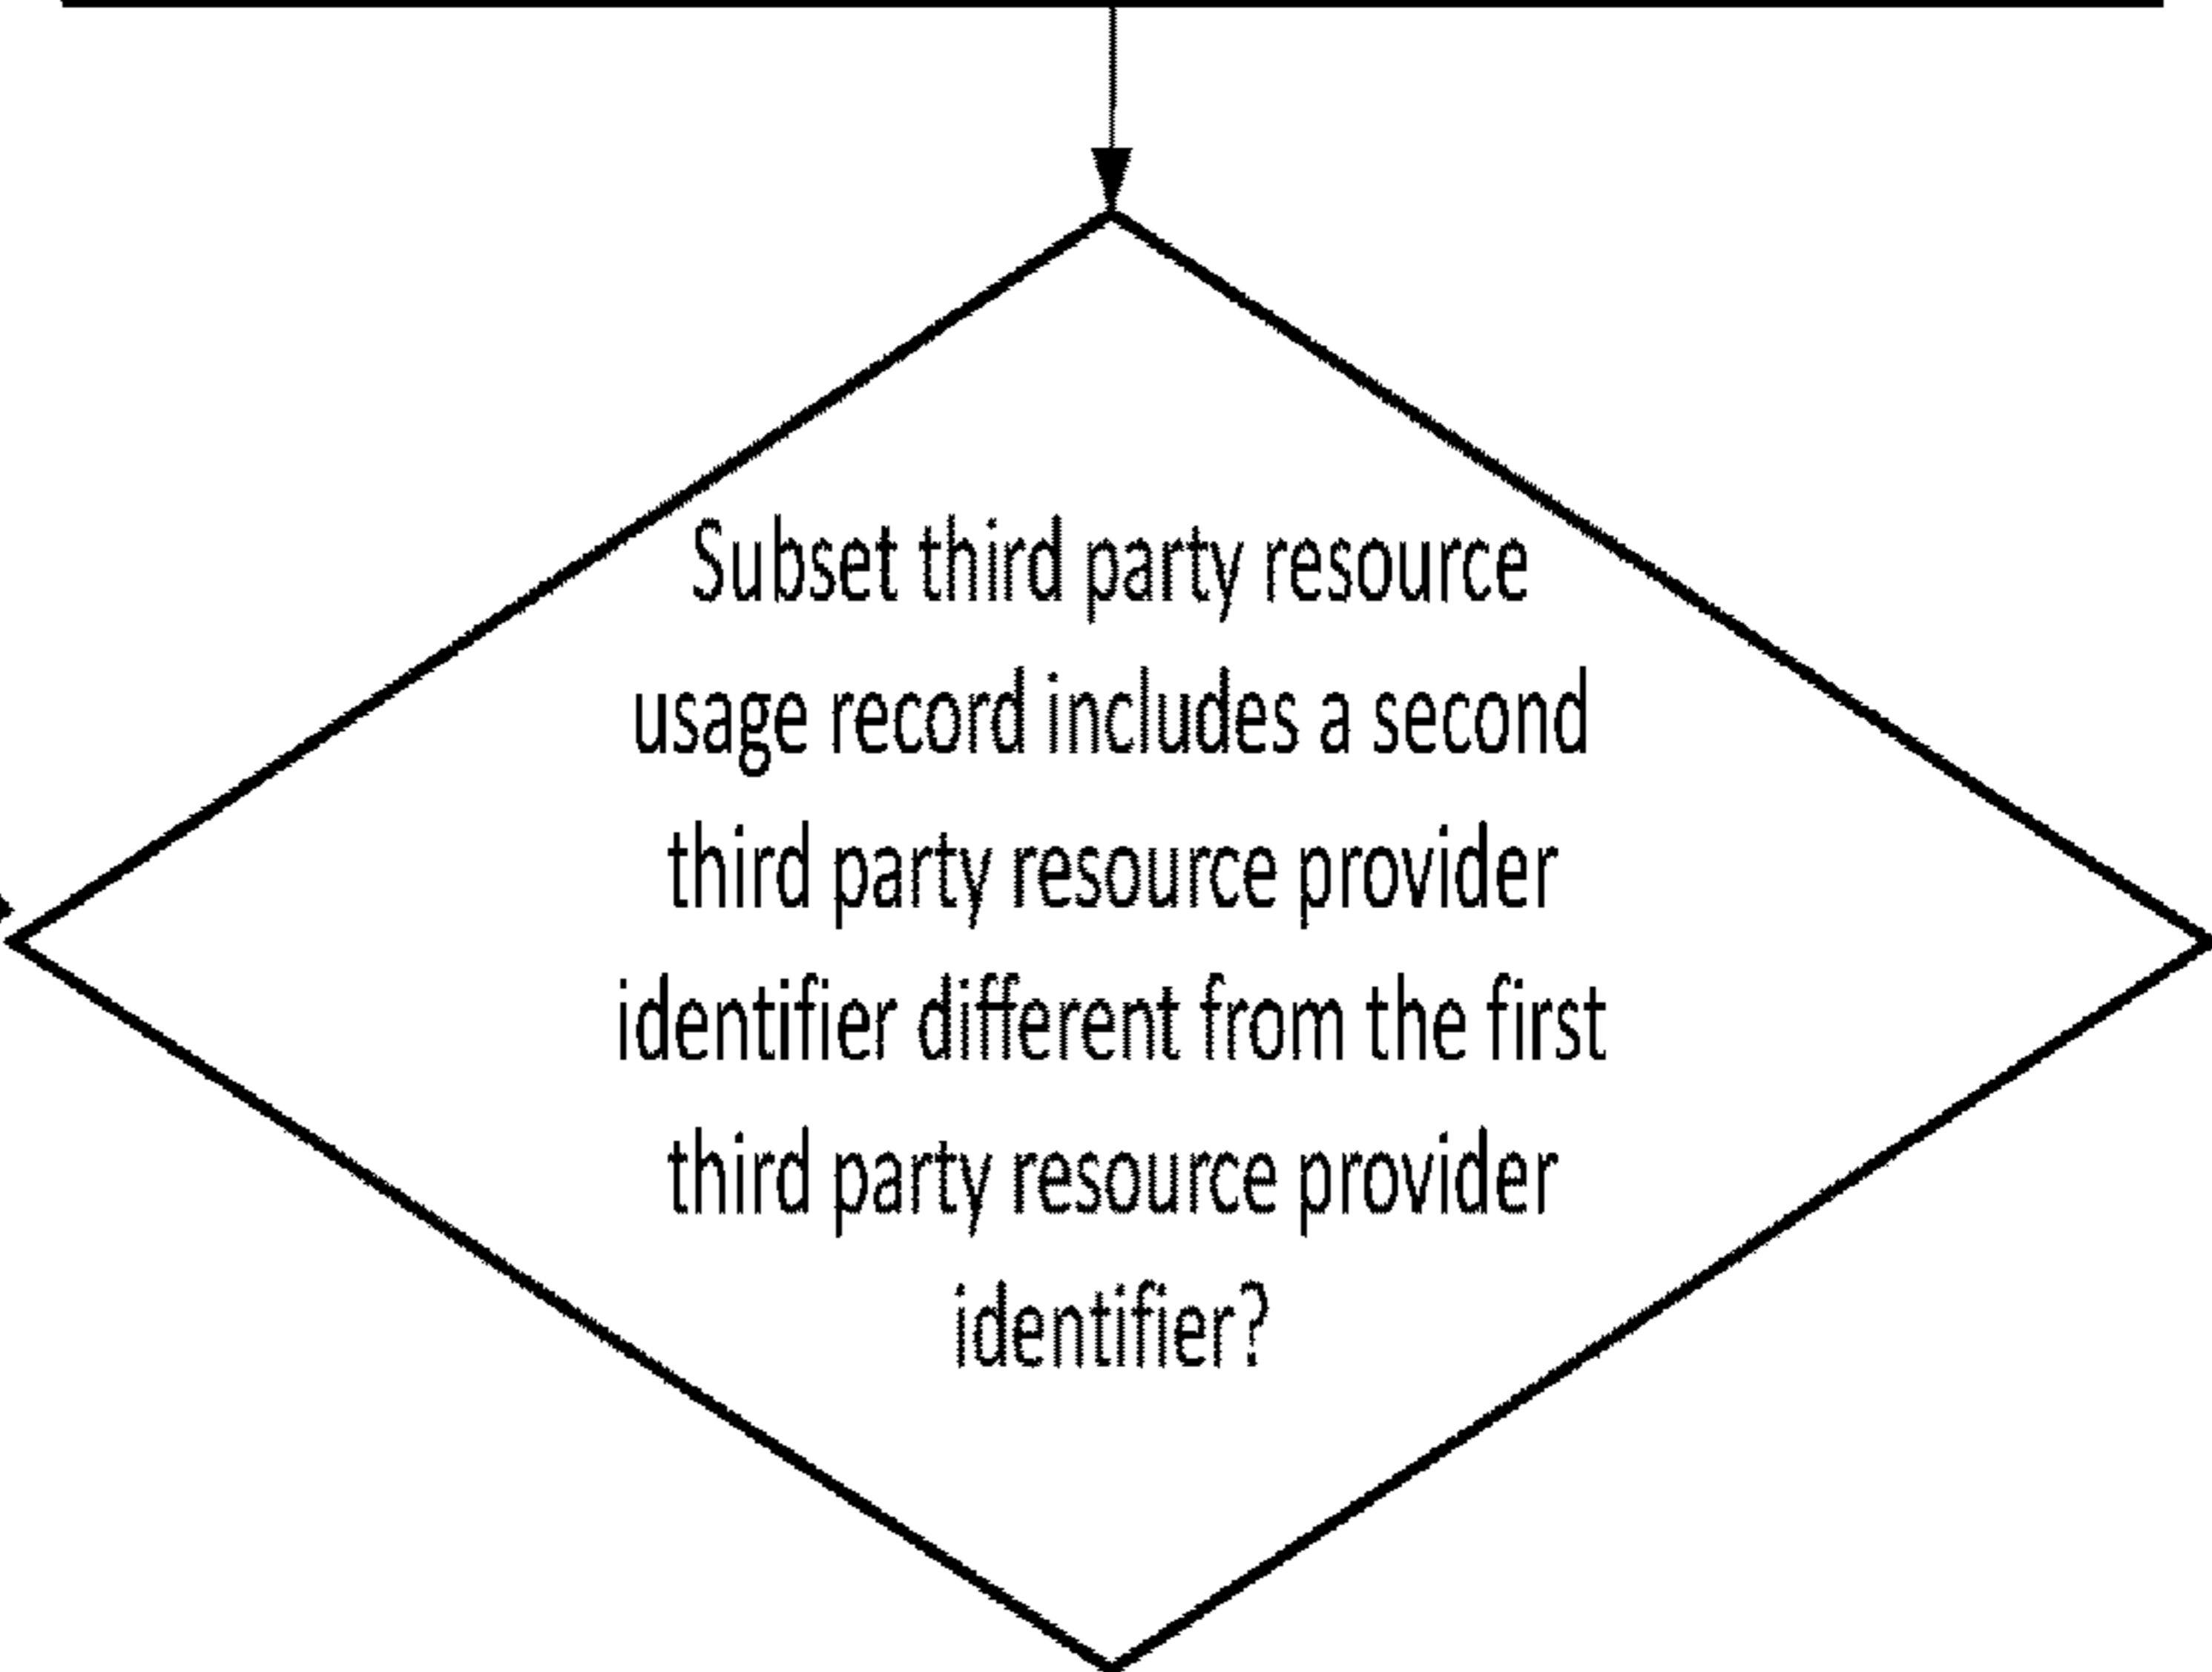 Subset third party resource
usage record includes a second
third party resource provider
identifier different from the first
third party resource provider
identifier?